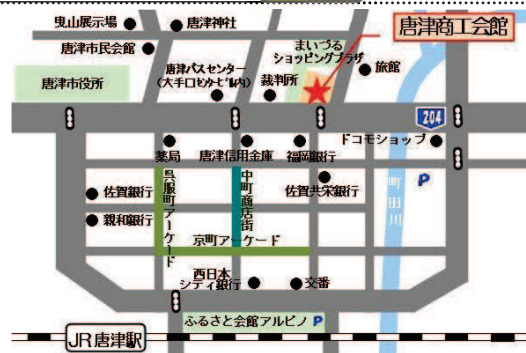 曳山展示場
唐津神社
唐津商工会館
唐津市民会館
まいづる
ショッピングプラザ
唐津バスセンター
(大手口センタービル内)
裁判所
旅館
唐津市役所
204
ドコモショップ
薬局
唐津信用金庫
福岡銀行
佐賀銀行
呉服町アーケード
中町商店街
佐賀共栄銀行
P
町田川
親和銀行
京町アーケード
西日本
シティ銀行
交番
ふるさと会館アルピノ P
JR唐津駅